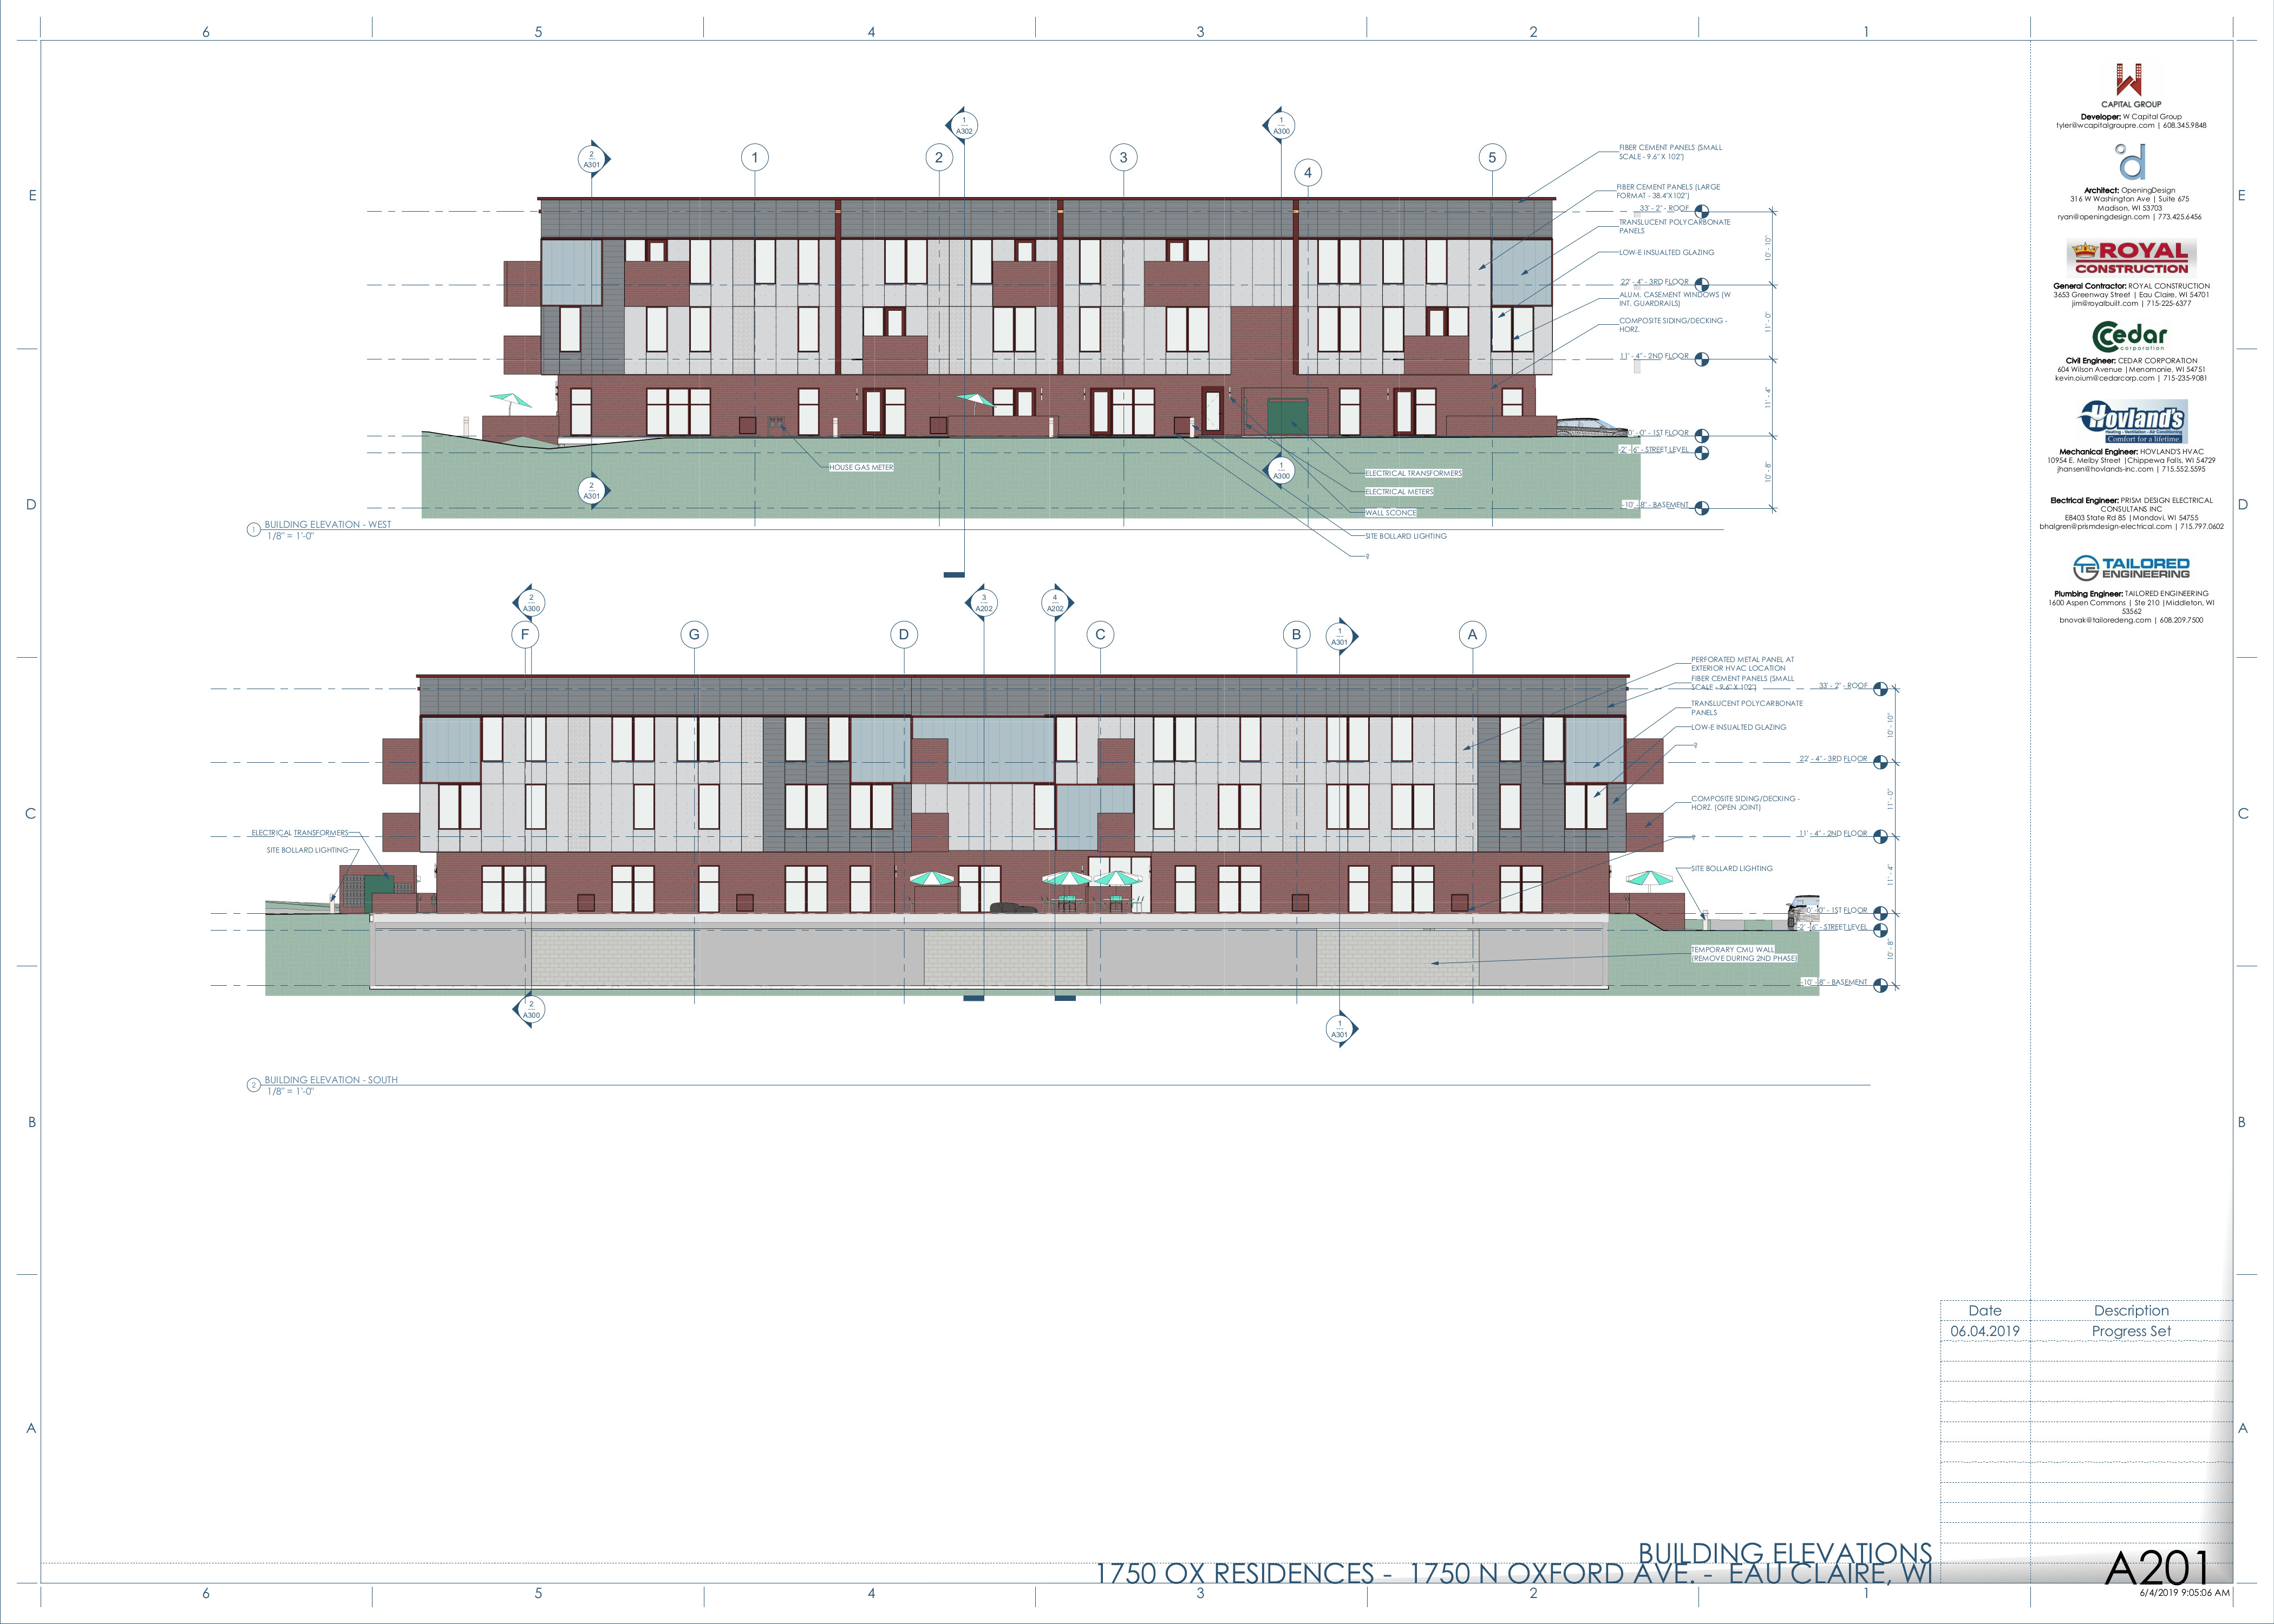 6 5 4 3 2 1
E
D
C
B
A
2
A301
1
2
1
A302
3
1
A300
4
5
FIBER CEMENT PANELS (SMALL
SCALE - 9.6" X 102")
FIBER CEMENT PANELS (LARGE
FORMAT - 38.4"X102")
33' - 2" - ROOF
TRANSLUCENT POLYCARBONATE
PANELS
LOW-E INSUALTED GLAZING
22' - 4" - 3RD FLOOR
ALUM. CASEMENT WINDOWS (W
INT. GUARDRAILS)
COMPOSITE SIDING/DECKING -
HORZ.
11' - 4" - 2ND FLOOR
0' - 0" - 1ST FLOOR
-2' - 6" - STREET LEVEL
-10' - 8" - BASEMENT
10' - 10"
11' - 0"
11' - 4"
10' - 8"
HOUSE GAS METER
ELECTRICAL TRANSFORMERS
ELECTRICAL METERS
WALL SCONCE
SITE BOLLARD LIGHTING
?
2
A301
1
A300
1 BUILDING ELEVATION - WEST
1/8" = 1'-0"
2
A300
3
A202
4
A202
F
G
D
C
B
1
A301
A
PERFORATED METAL PANEL AT
EXTERIOR HVAC LOCATION
FIBER CEMENT PANELS (SMALL
SCALE - 9.6" X 102")
33' - 2" - ROOF
TRANSLUCENT POLYCARBONATE
PANELS
LOW-E INSUALTED GLAZING
?
22' - 4" - 3RD FLOOR
COMPOSITE SIDING/DECKING -
HORZ. (OPEN JOINT)
?
11' - 4" - 2ND FLOOR
SITE BOLLARD LIGHTING
0' - 0" - 1ST FLOOR
-2' - 6" - STREET LEVEL
TEMPORARY CMU WALL
(REMOVE DURING 2ND PHASE)
-10' - 8" - BASEMENT
10' - 10"
11' - 0"
11' - 4"
10' - 8"
ELECTRICAL TRANSFORMERS
SITE BOLLARD LIGHTING
2
A300
1
A301
2 BUILDING ELEVATION - SOUTH
1/8" = 1'-0"
CAPITAL GROUP
Developer: W Capital Group
tyler@wcapitalgroupre.com | 608.345.9848
Architect: OpeningDesign
316 W Washington Ave | Suite 675
Madison, WI 53703
ryan@openingdesign.com | 773.425.6456
ROYAL
CONSTRUCTION
General Contractor: ROYAL CONSTRUCTION
3653 Greenway Street | Eau Claire, WI 54701
jim@royalbuilt.com | 715-225-6377
Cedar
corporation
Civil Engineer: CEDAR CORPORATION
604 Wilson Avenue |Menomonie, WI 54751
kevin.oium@cedarcorp.com | 715-235-9081
Hovland's
Heating - Ventilation - Air Conditioning
Comfort for a lifetime.
Mechanical Engineer: HOVLAND'S HVAC
10954 E. Melby Street |Chippewa Falls, WI 54729
jhansen@hovlands-inc.com | 715.552.5595
Electrical Engineer: PRISM DESIGN ELECTRICAL
CONSULTANS INC
E8403 State Rd 85 |Mondovi, WI 54755
bhalgren@prismdesign-electrical.com | 715.797.0602
TAILORED
ENGINEERING
Plumbing Engineer: TAILORED ENGINEERING
1600 Aspen Commons | Ste 210 |Middleton, WI
53562
bnovak@tailoredeng.com | 608.209.7500
Date Description
06.04.2019 Progress Set
BUILDING ELEVATIONS
1750 OX RESIDENCES - 1750 N OXFORD AVE. - EAU CLAIRE, WI
A201
6/4/2019 9:05:06 AM
E
D
C
B
A
6 5 4 3 2 1